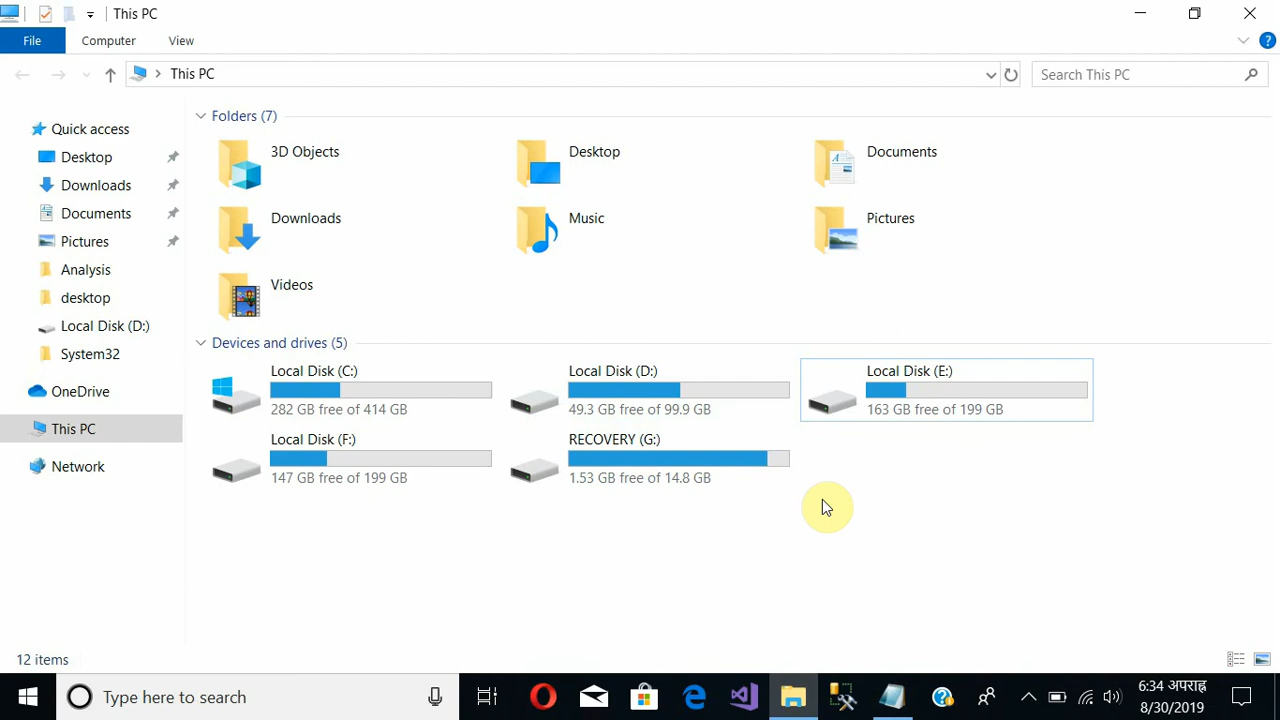 This PC
File Computer View
This PC
Search This PC
Quick access
Desktop
Downloads
Documents
Pictures
Analysis
desktop
Local Disk (D:)
System32
OneDrive
This PC
Network
Folders (7)
3D Objects
Desktop
Documents
Downloads
Music
Pictures
Videos
Devices and drives (5)
Local Disk (C:)
282 GB free of 414 GB
Local Disk (D:)
49.3 GB free of 99.9 GB
Local Disk (E:)
163 GB free of 199 GB
Local Disk (F:)
147 GB free of 199 GB
RECOVERY (G:)
1.53 GB free of 14.8 GB
12 items
Type here to search
6:34 अपराह्न
8/30/2019